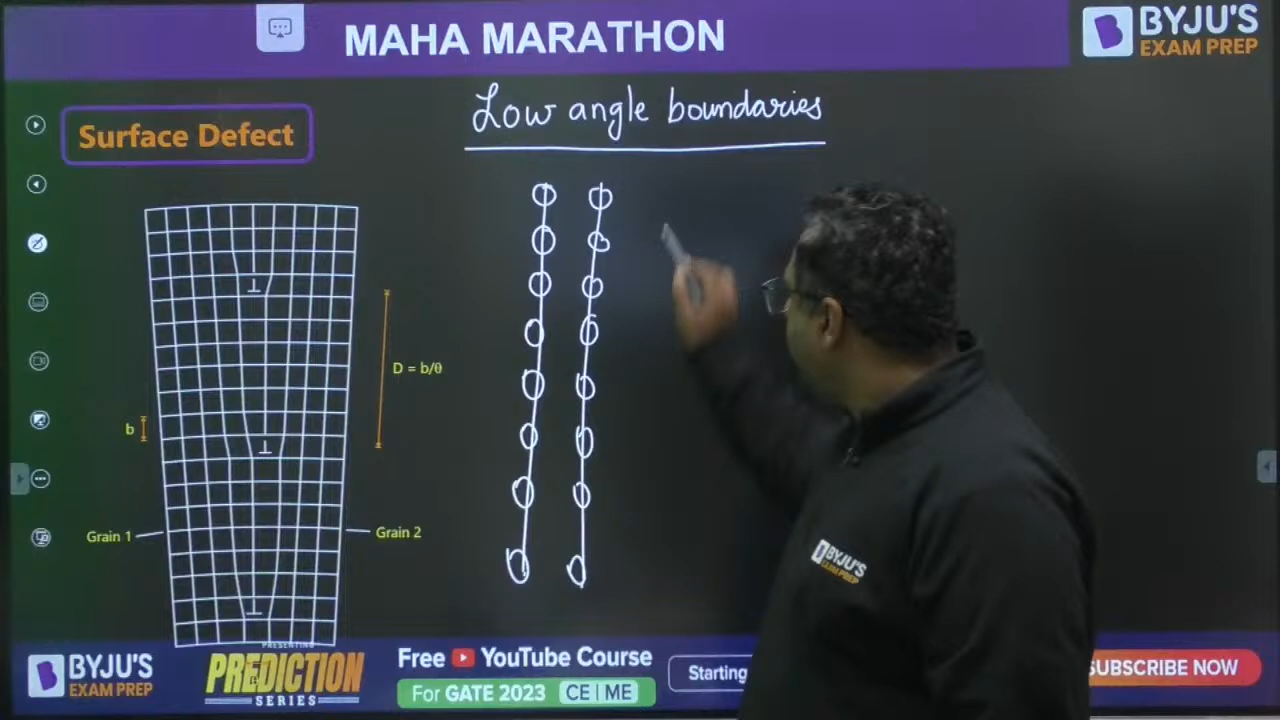 MAHA MARATHON
BYJU'S
EXAM PREP
Low angle boundaries
Surface Defect
D = b/θ
b
Grain 1
Grain 2
BYJU'S
EXAM PREP
BYJU'S
EXAM PREP
PRESENTING
PREDICTION
SERIES
Free YouTube Course
For GATE 2023 CE | ME
Starting
SUBSCRIBE NOW